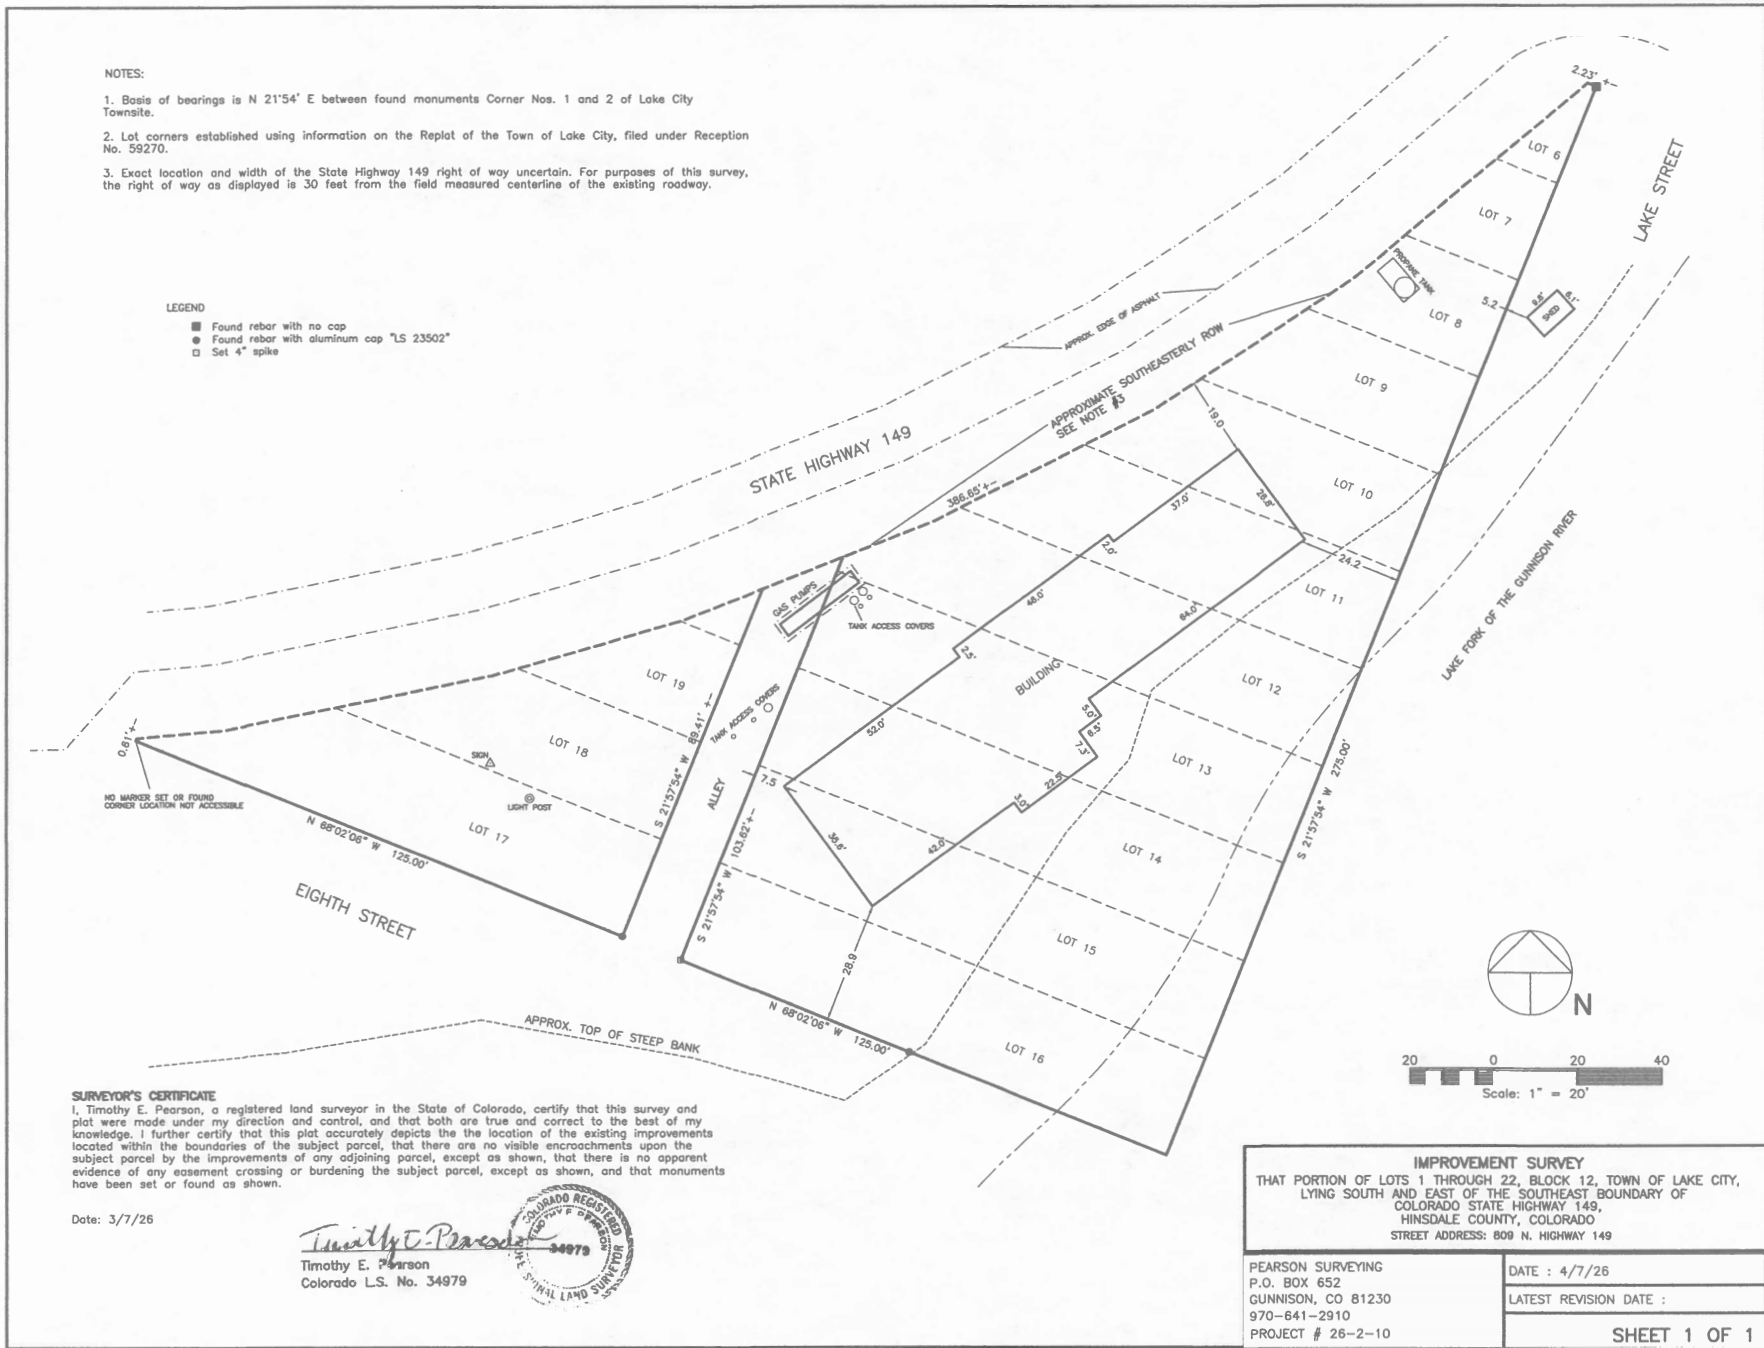 NOTES:
1. Basis of bearings is N 21°54' E between found monuments Corner Nos. 1 and 2 of Lake City
Townsite.
2. Lot corners established using information on the Replat of the Town of Lake City, filed under Reception
No. 59270.
3. Exact location and width of the State Highway 149 right of way uncertain. For purposes of this survey,
the right of way as displayed is 30 feet from the field measured centerline of the existing roadway.
LEGEND
Found rebar with no cap
Found rebar with aluminum cap "LS 23502"
Set 4" spike
2.23' +-
LOT 6
LAKE STREET
LOT 7
PROPANE TANK
5.2
9.6'
6.1'
SHED
LOT 8
APPROX. EDGE OF ASPHALT
APPROXIMATE SOUTHEASTERLY ROW
SEE NOTE #3
LOT 9
STATE HIGHWAY 149
19.0
386.65' +-
37.0'
28.8'
LOT 10
2.0'
24.2
LAKE FORK OF THE GUNNISON RIVER
GAS PUMPS
TANK ACCESS COVERS
46.0'
64.0'
LOT 11
2.5'
BUILDING
LOT 19
LOT 12
TANK ACCESS COVERS
S 21°57'54" W 89.41' +-
5.0'
8.5'
7.3'
52.0'
0.81' +-
LOT 18
SIGN
LIGHT POST
ALLEY
7.5
LOT 13
22.5'
3.0'
S 21°57'54" W 275.00'
NO MARKER SET OR FOUND
CORNER LOCATION NOT ACCESSIBLE
N 68°02'06" W 125.00'
LOT 17
S 21°57'54" W 103.62' +-
38.8'
42.0'
LOT 14
EIGHTH STREET
LOT 15
28.9
N 68°02'06" W 125.00'
LOT 16
APPROX. TOP OF STEEP BANK
N
20 0 20 40
Scale: 1" = 20'
SURVEYOR'S CERTIFICATE
I, Timothy E. Pearson, a registered land surveyor in the State of Colorado, certify that this survey and
plat were made under my direction and control, and that both are true and correct to the best of my
knowledge. I further certify that this plat accurately depicts the the location of the existing improvements
located within the boundaries of the subject parcel, that there are no visible encroachments upon the
subject parcel by the improvements of any adjoining parcel, except as shown, that there is no apparent
evidence of any easement crossing or burdening the subject parcel, except as shown, and that monuments
have been set or found as shown.
Date: 3/7/26
Timothy E. Pearson
COLORADO REGISTERED
34979
LAND SURVEYOR
Timothy E. Pearson
Colorado L.S. No. 34979
IMPROVEMENT SURVEY
THAT PORTION OF LOTS 1 THROUGH 22, BLOCK 12, TOWN OF LAKE CITY,
LYING SOUTH AND EAST OF THE SOUTHEAST BOUNDARY OF
COLORADO STATE HIGHWAY 149,
HINSDALE COUNTY, COLORADO
STREET ADDRESS: 809 N. HIGHWAY 149
PEARSON SURVEYING
P.O. BOX 652
GUNNISON, CO 81230
970-641-2910
PROJECT # 26-2-10
DATE : 4/7/26
LATEST REVISION DATE :
SHEET 1 OF 1